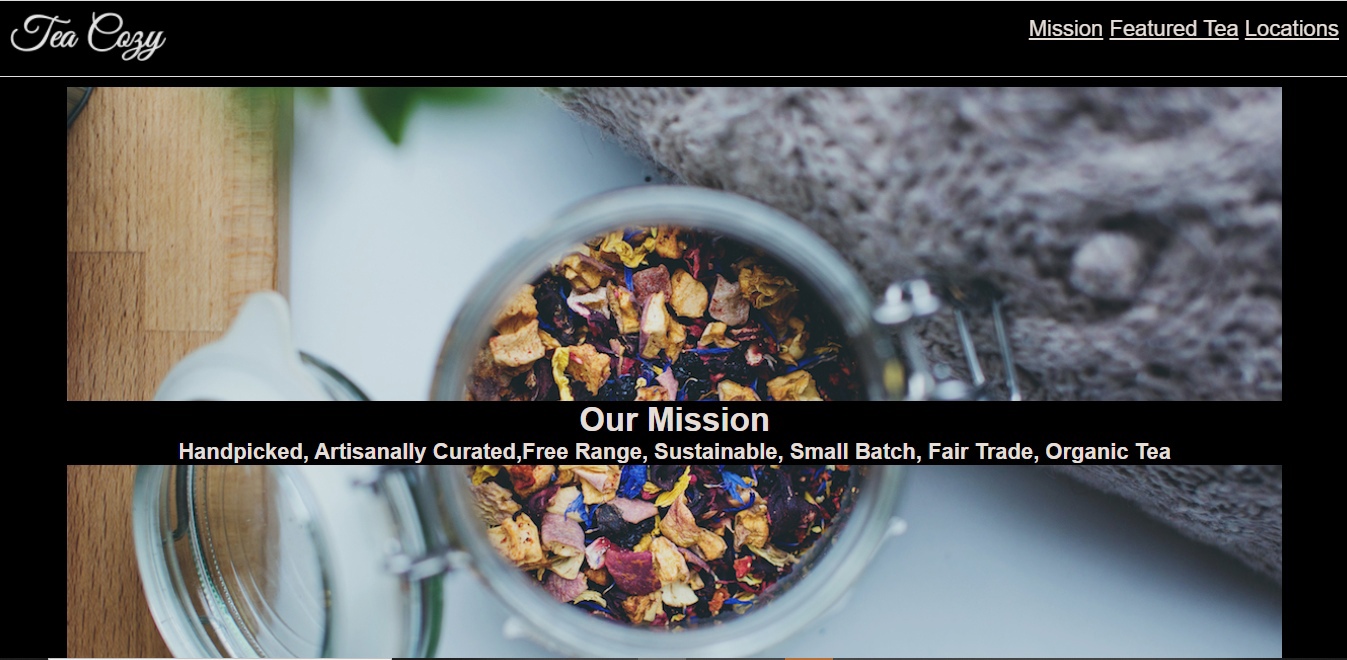 Tea Cozy
Mission Featured Tea Locations
Our Mission
Handpicked, Artisanally Curated,Free Range, Sustainable, Small Batch, Fair Trade, Organic Tea